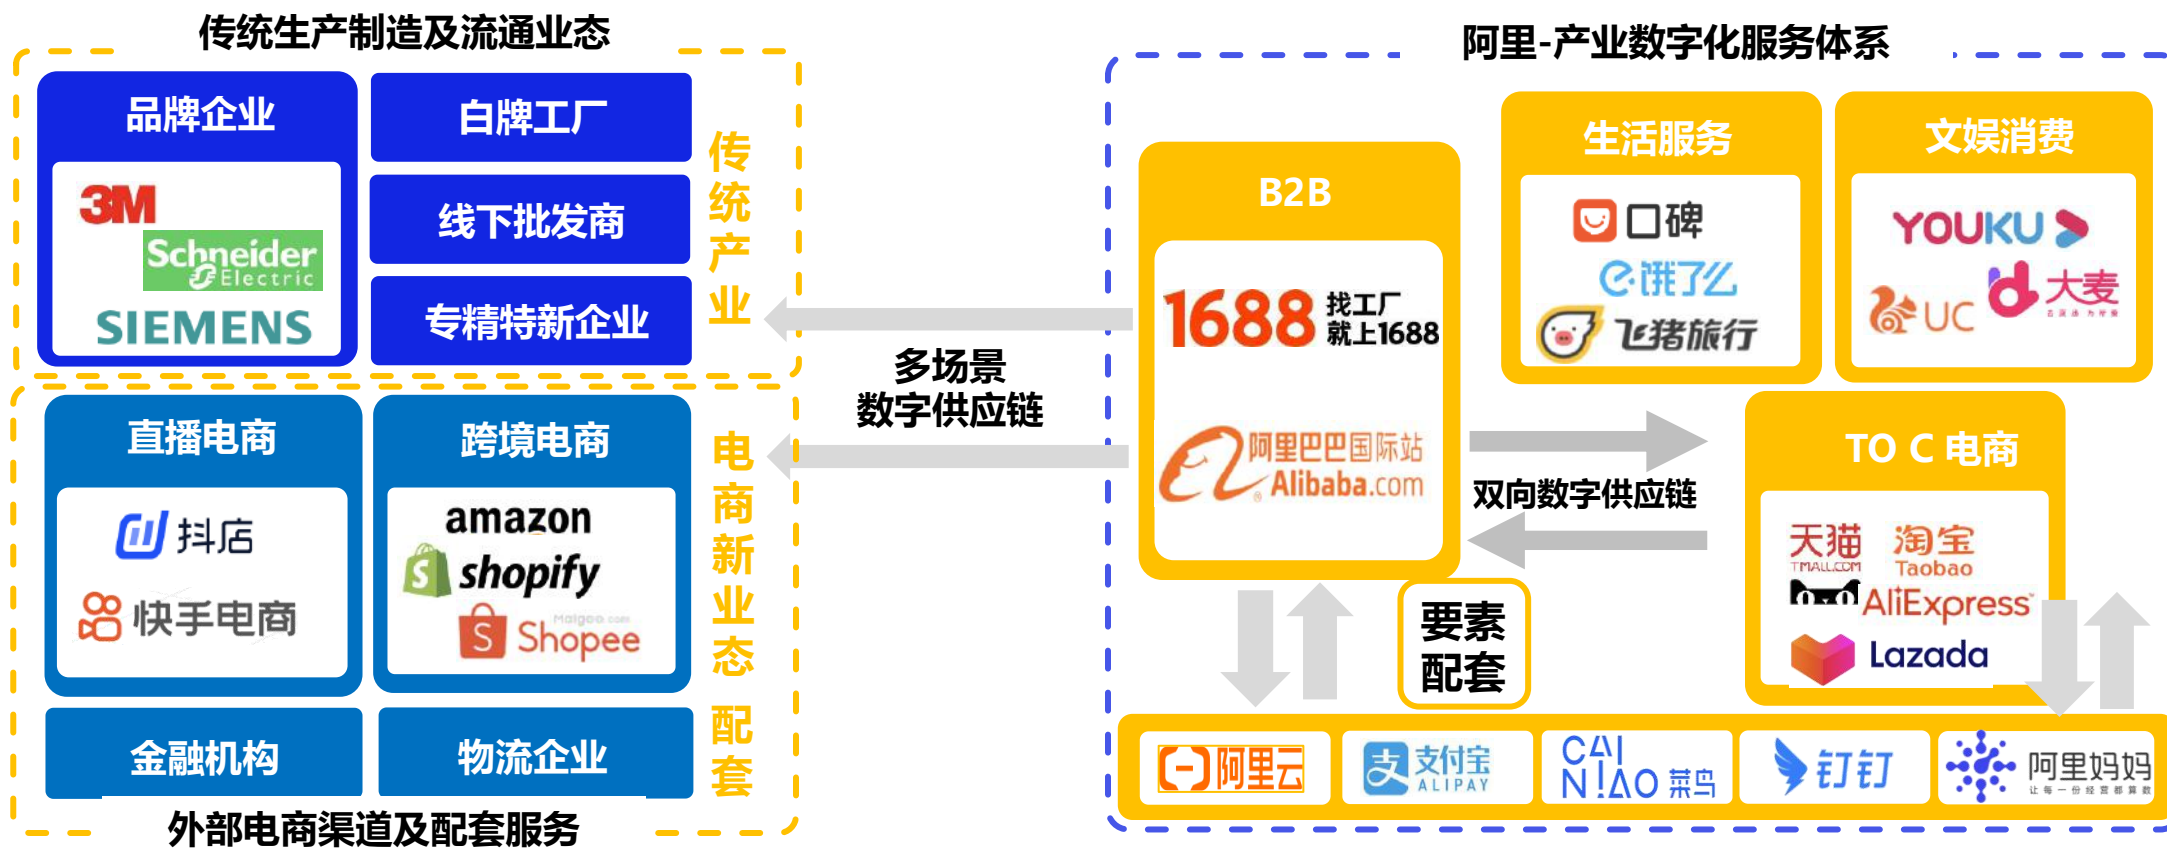 传统生产制造及流通业态
品牌企业
3M
Schneider
Electric
SIEMENS
白牌工厂
线下批发商
专精特新企业
传统产业
直播电商
抖店
快手电商
跨境电商
amazon
shopify
Shopee
电商新业态
金融机构
物流企业
配套
外部电商渠道及配套服务
多场景
数字供应链
阿里-产业数字化服务体系
B2B
1688 找工厂
就上1688
阿里巴巴国际站
Alibaba.com
生活服务
口碑
饿了么
飞猪旅行
文娱消费
YOUKU
大麦
UC
双向数字供应链
TO C 电商
天猫
TMALL.COM
淘宝
Taobao
AliExpress
Lazada
要素
配套
阿里云
支付宝
ALIPAY
CAI
NIAO 菜鸟
钉钉
阿里妈妈
让每一份经营都算数